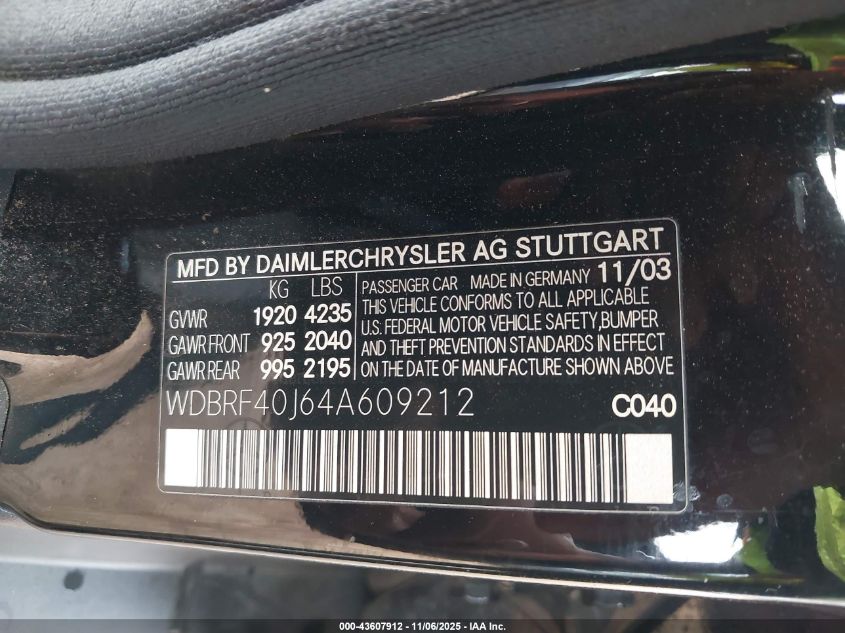 MFD BY DAIMLERCHRYSLER AG STUTTGART
KG LBS
GVWR 1920 4235
GAWR FRONT 925 2040
GAWR REAR 995 2195
PASSENGER CAR MADE IN GERMANY 11/03
THIS VEHICLE CONFORMS TO ALL APPLICABLE
U.S. FEDERAL MOTOR VEHICLE SAFETY,BUMPER
AND THEFT PREVENTION STANDARDS IN EFFECT
ON THE DATE OF MANUFACTURE SHOWN ABOVE
WDBRF40J64A609212 C040
000-43607912 - 11/06/2025 - IAA Inc.